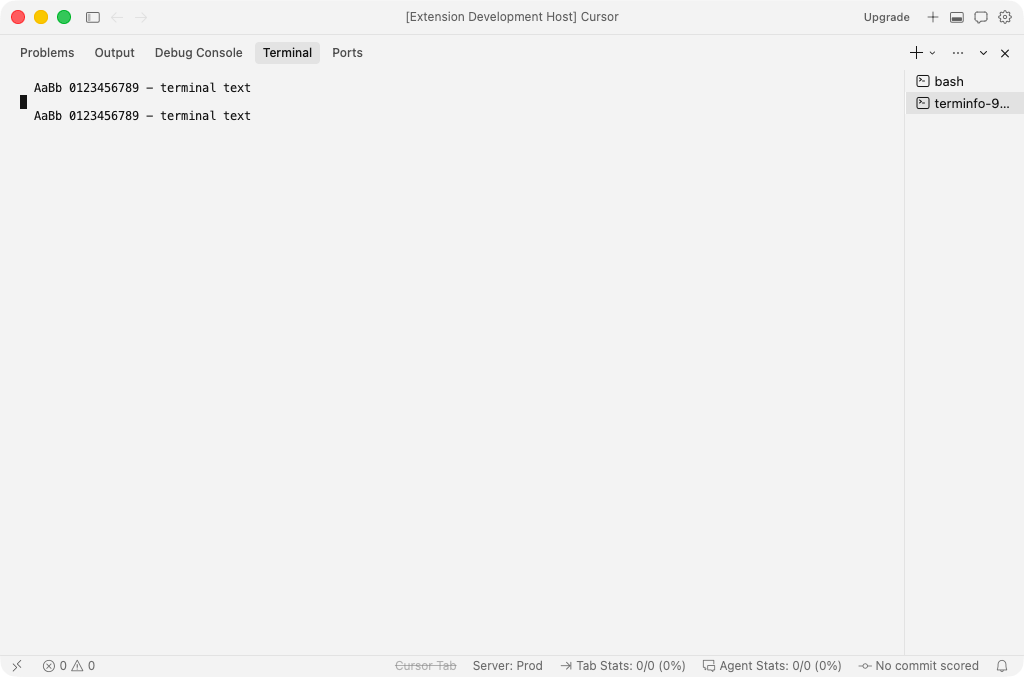 [Extension Development Host] Cursor
Upgrade
Problems Output Debug Console Terminal Ports
AaBb 0123456789 — terminal text
AaBb 0123456789 — terminal text
bash
terminfo-9...
0 0 Cursor Tab Server: Prod Tab Stats: 0/0 (0%) Agent Stats: 0/0 (0%) No commit scored